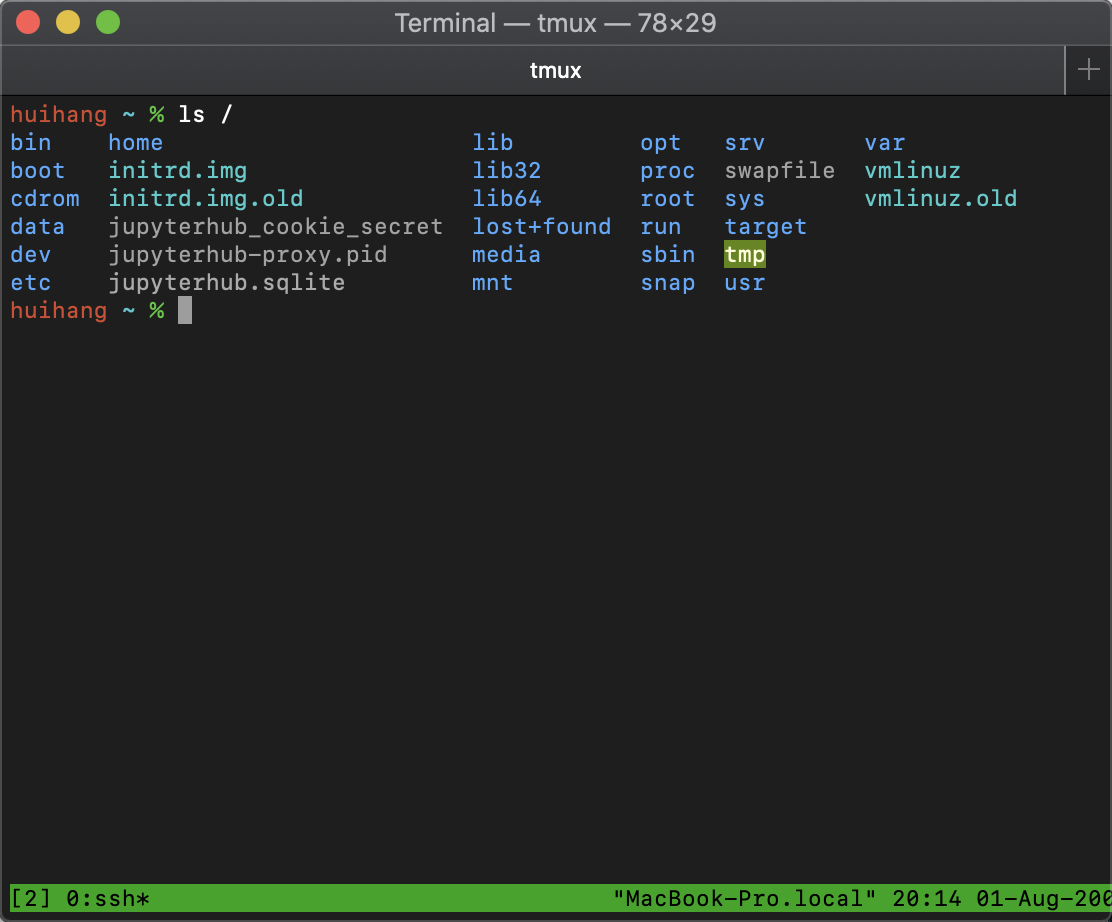 Terminal — tmux — 78×29
tmux
huihang ~ % ls /
bin home lib opt srv var
boot initrd.img lib32 proc swapfile vmlinuz
cdrom initrd.img.old lib64 root sys vmlinuz.old
data jupyterhub_cookie_secret lost+found run target
dev jupyterhub-proxy.pid media sbin tmp
etc jupyterhub.sqlite mnt snap usr
huihang ~ %
[2] 0:ssh* "MacBook-Pro.local" 20:14 01-Aug-200